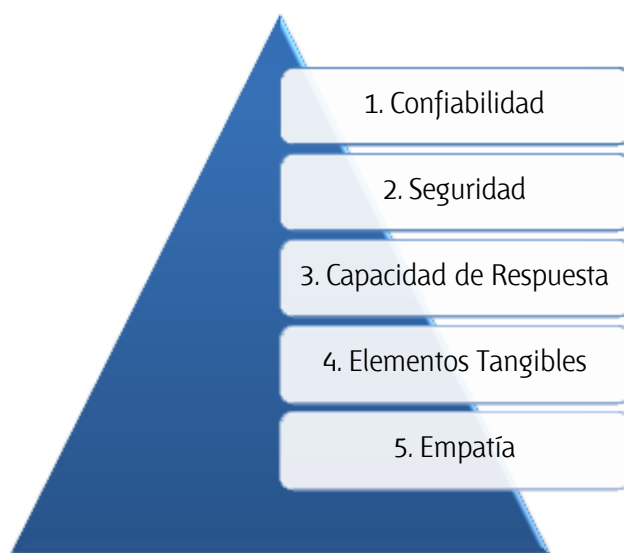 1. Confiabilidad
2. Seguridad
3. Capacidad de Respuesta
4. Elementos Tangibles
5. Empatía